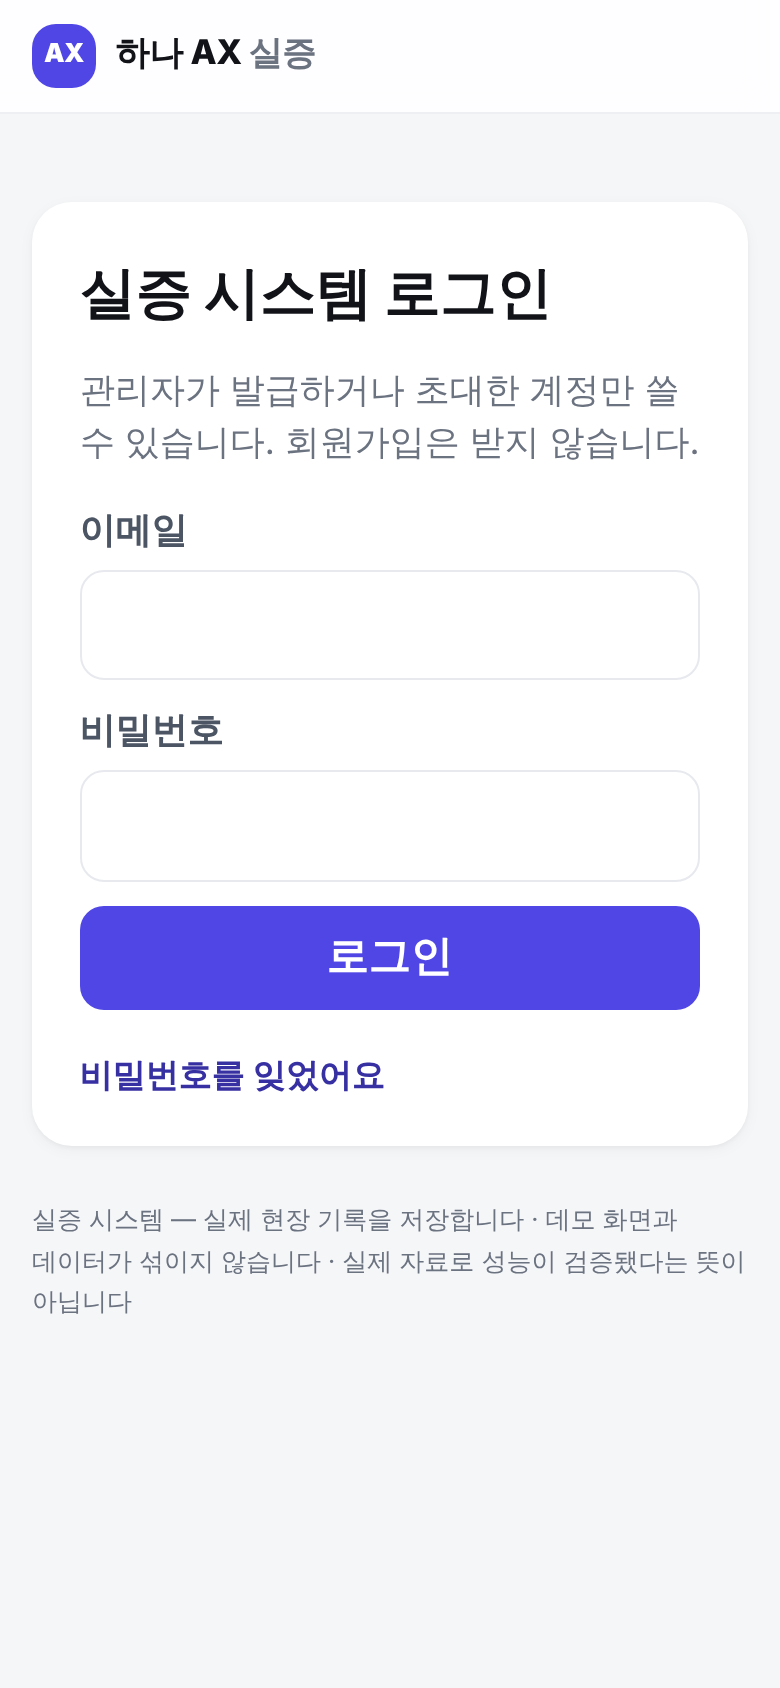 AX 하나 AX 실증
실증 시스템 로그인
관리자가 발급하거나 초대한 계정만 쓸
수 있습니다. 회원가입은 받지 않습니다.
이메일
비밀번호
로그인
비밀번호를 잊었어요
실증 시스템 — 실제 현장 기록을 저장합니다 · 데모 화면과
데이터가 섞이지 않습니다 · 실제 자료로 성능이 검증됐다는 뜻이
아닙니다